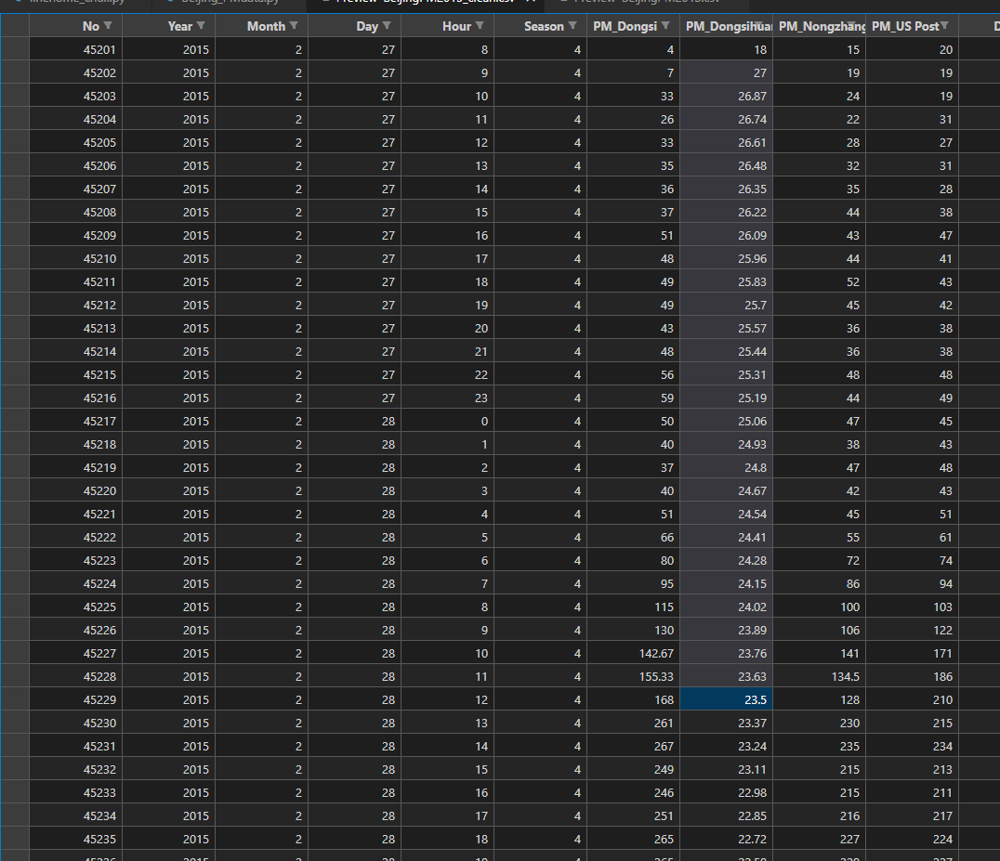 No Year Month Day Hour Season PM_Dongsi PM_Dongsihuan PM_Nongzhang PM_US Post D
45201 2015 2 27 8 4 4 18 15 20
45202 2015 2 27 9 4 7 27 19 19
45203 2015 2 27 10 4 33 26.87 24 19
45204 2015 2 27 11 4 26 26.74 22 31
45205 2015 2 27 12 4 33 26.61 28 27
45206 2015 2 27 13 4 35 26.48 32 31
45207 2015 2 27 14 4 36 26.35 35 28
45208 2015 2 27 15 4 37 26.22 44 38
45209 2015 2 27 16 4 51 26.09 43 47
45210 2015 2 27 17 4 48 25.96 44 41
45211 2015 2 27 18 4 49 25.83 52 43
45212 2015 2 27 19 4 49 25.7 45 42
45213 2015 2 27 20 4 43 25.57 36 38
45214 2015 2 27 21 4 48 25.44 36 38
45215 2015 2 27 22 4 56 25.31 48 48
45216 2015 2 27 23 4 59 25.19 44 49
45217 2015 2 28 0 4 50 25.06 47 45
45218 2015 2 28 1 4 40 24.93 38 43
45219 2015 2 28 2 4 37 24.8 47 48
45220 2015 2 28 3 4 40 24.67 42 43
45221 2015 2 28 4 4 51 24.54 45 51
45222 2015 2 28 5 4 66 24.41 55 61
45223 2015 2 28 6 4 80 24.28 72 74
45224 2015 2 28 7 4 95 24.15 86 94
45225 2015 2 28 8 4 115 24.02 100 103
45226 2015 2 28 9 4 130 23.89 106 122
45227 2015 2 28 10 4 142.67 23.76 141 171
45228 2015 2 28 11 4 155.33 23.63 134.5 186
45229 2015 2 28 12 4 168 23.5 128 210
45230 2015 2 28 13 4 261 23.37 230 215
45231 2015 2 28 14 4 267 23.24 235 234
45232 2015 2 28 15 4 249 23.11 215 213
45233 2015 2 28 16 4 246 22.98 215 211
45234 2015 2 28 17 4 251 22.85 216 217
45235 2015 2 28 18 4 265 22.72 227 224